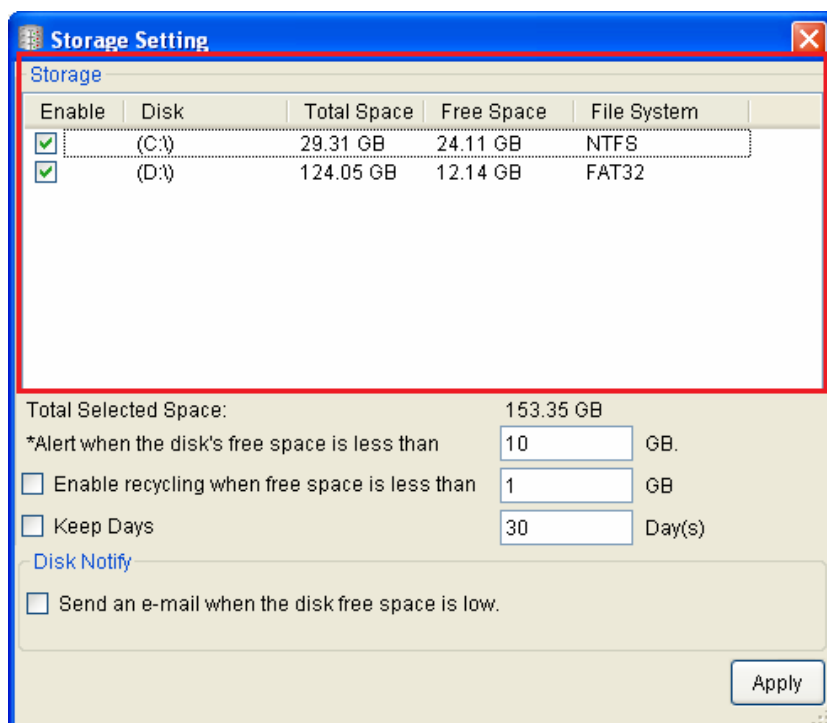 Storage Setting
Storage
Enable Disk Total Space Free Space File System
(C:\) 29.31 GB 24.11 GB NTFS
(D:\) 124.05 GB 12.14 GB FAT32
Total Selected Space: 153.35 GB
*Alert when the disk's free space is less than 10 GB.
Enable recycling when free space is less than 1 GB
Keep Days 30 Day(s)
Disk Notify
Send an e-mail when the disk free space is low.
Apply